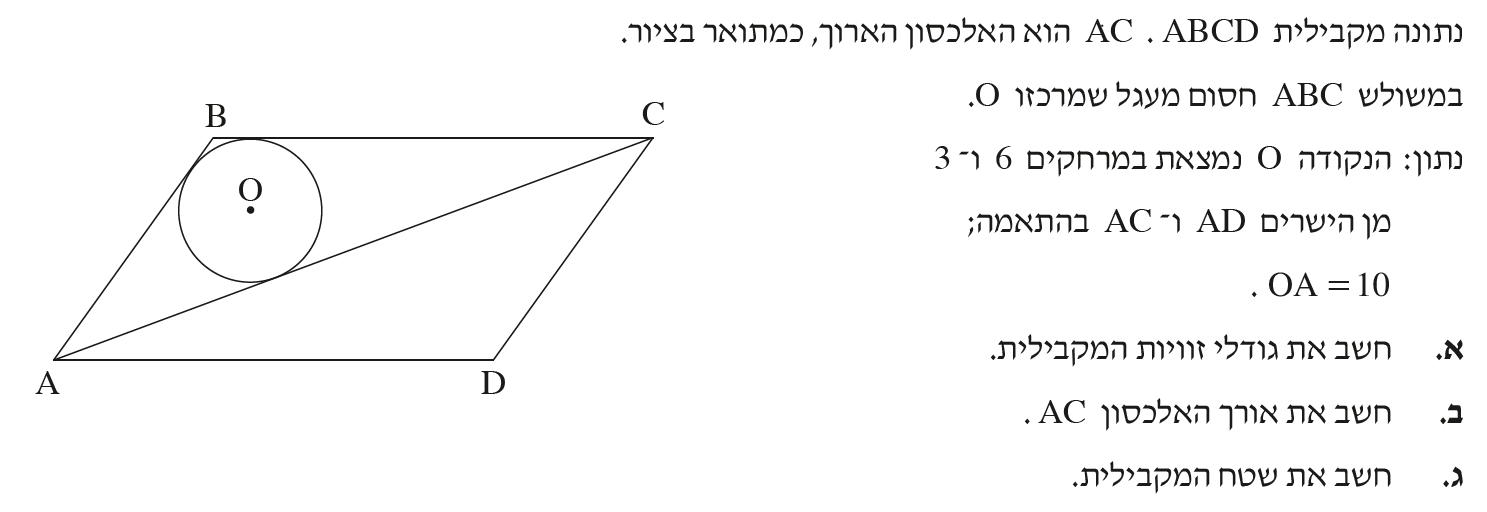 נתונה מקבילית ABCD . AC הוא האלכסון הארוך, כמתואר בציור.
במשולש ABC חסום מעגל שמרכזו O.
נתון: הנקודה O נמצאת במרחקים 6 ו־ 3
מן הישרים AD ו־ AC בהתאמה;
OA = 10 .
א. חשב את גודלי זוויות המקבילית.
ב. חשב את אורך האלכסון AC .
ג. חשב את שטח המקבילית.
B
C
O
A
D